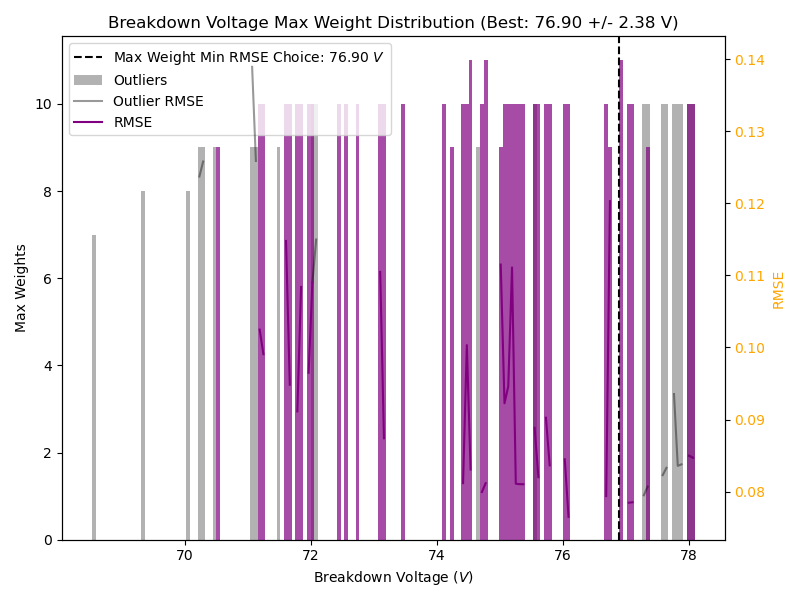 Breakdown Voltage Max Weight Distribution (Best: 76.90 +/- 2.38 V)
Max Weight Min RMSE Choice: 76.90 V
Outliers
Outlier RMSE
RMSE
Max Weights
0
2
4
6
8
10
70
72
74
76
78
Breakdown Voltage (V)
0.14
0.13
0.12
0.11
0.10
0.09
0.08
RMSE